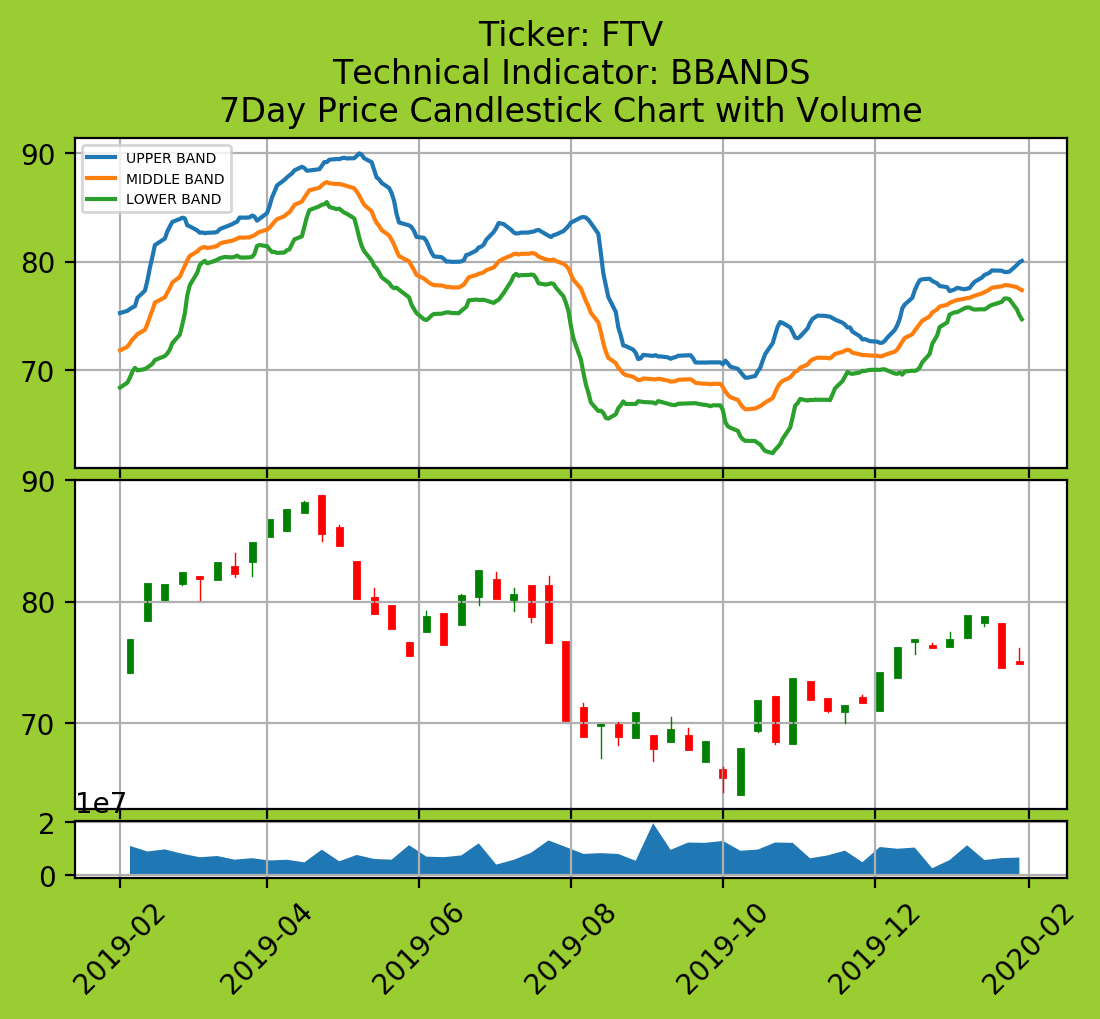 Ticker: FTV
Technical Indicator: BBANDS
7Day Price Candlestick Chart with Volume
90
80
70
UPPER BAND
MIDDLE BAND
LOWER BAND
90
80
70
1e7
2
0
2019-02
2019-04
2019-06
2019-08
2019-10
2019-12
2020-02